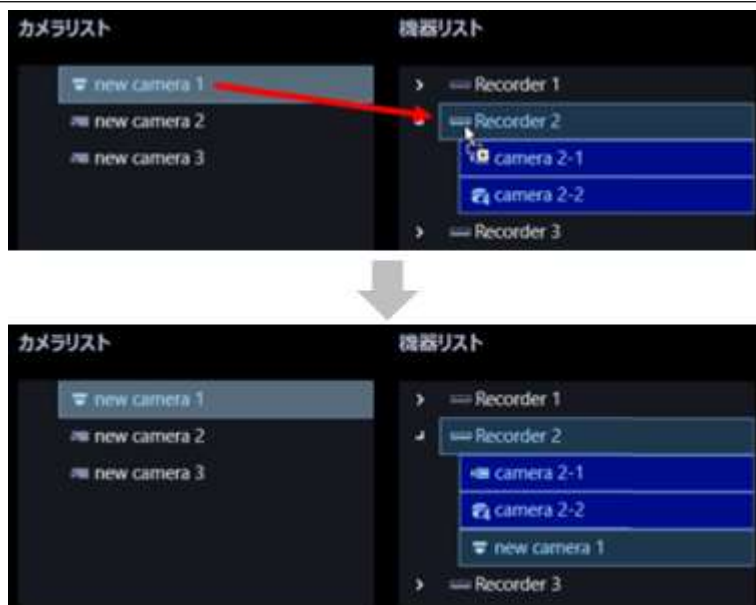 カメラリスト 機器リスト
new camera 1 Recorder 1
new camera 2 Recorder 2
new camera 3 camera 2-1
camera 2-2
Recorder 3
カメラリスト 機器リスト
new camera 1 Recorder 1
new camera 2 Recorder 2
new camera 3 camera 2-1
camera 2-2
new camera 1
Recorder 3